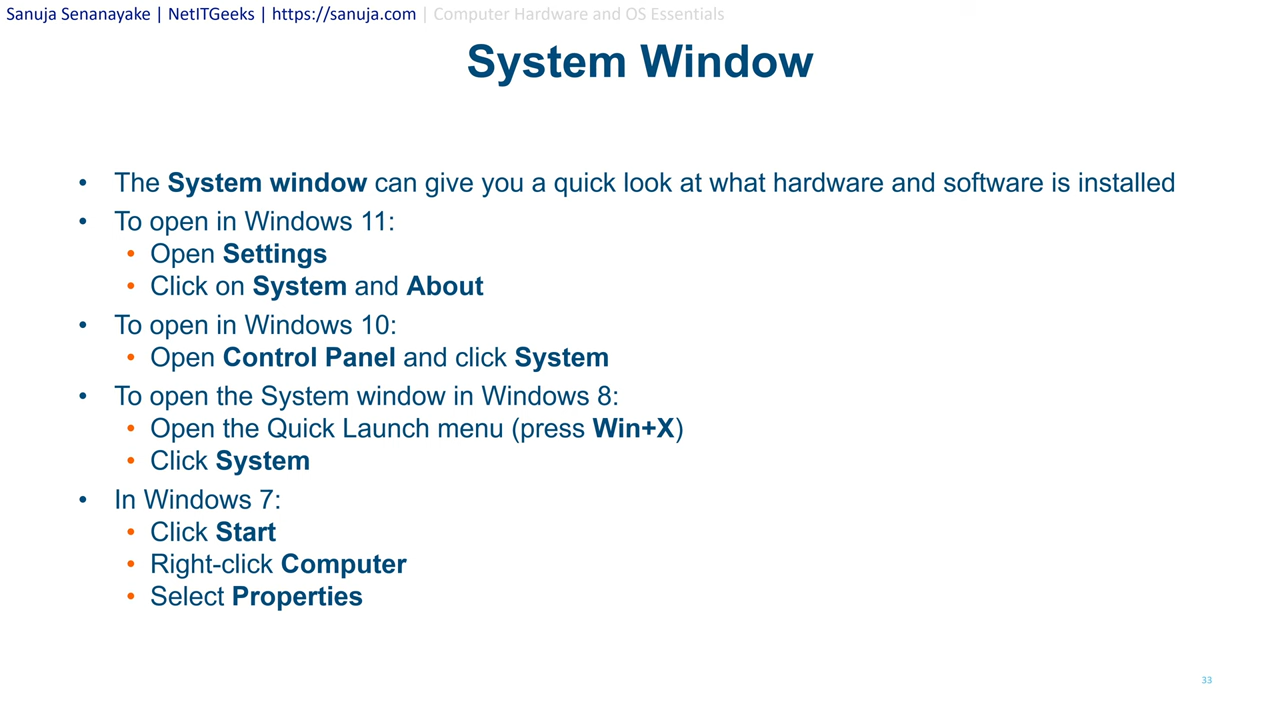 Sanuja Senanayake | NetITGeeks | https://sanuja.com | Computer Hardware and OS Essentials
System Window
• The System window can give you a quick look at what hardware and software is installed
• To open in Windows 11:
• Open Settings
• Click on System and About
• To open in Windows 10:
• Open Control Panel and click System
• To open the System window in Windows 8:
• Open the Quick Launch menu (press Win+X)
• Click System
• In Windows 7:
• Click Start
• Right-click Computer
• Select Properties
33